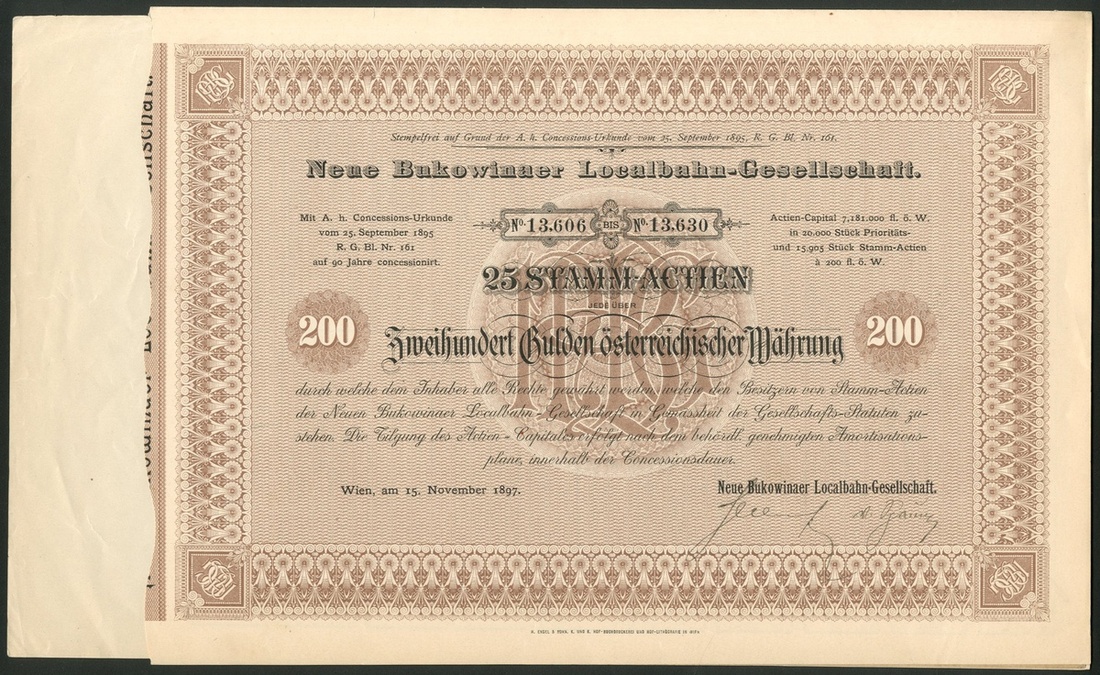 Stempelfrei auf Grund der A. h. Concessions-Urkunde vom 25. September 1895, R. G. Bl. Nr. 161.
Neue Bukowinaer Localbahn-Gesellschaft.
Mit A. h. Concessions-Urkunde
vom 25. September 1895
R. G. Bl. Nr. 161
auf 90 Jahre concessionirt.
No. 13.606 BIS No. 13.630
Actien-Capital 7,181.000 fl. ö. W.
in 20.000 Stück Prioritäts-
und 15.905 Stück Stamm-Actien
à 200 fl. ö. W.
25 STAMM-ACTIEN
JEDE ÜBER
200
Zweihundert Gulden österreichischer Währung
200
durch welche dem Inhaber alle Rechte gewährt werden, welche den Besitzern von Stamm-Actien
der Neuen Bukowinaer Localbahn-Gesellschaft in Gemässheit der Gesellschafts-Statuten zu-
stehen. Die Tilgung des Actien-Capitales erfolgt nach dem behördl. genehmigten Amortisations-
plane, innerhalb der Concessionsdauer.
Wien, am 15. November 1897.
Neue Bukowinaer Localbahn-Gesellschaft.